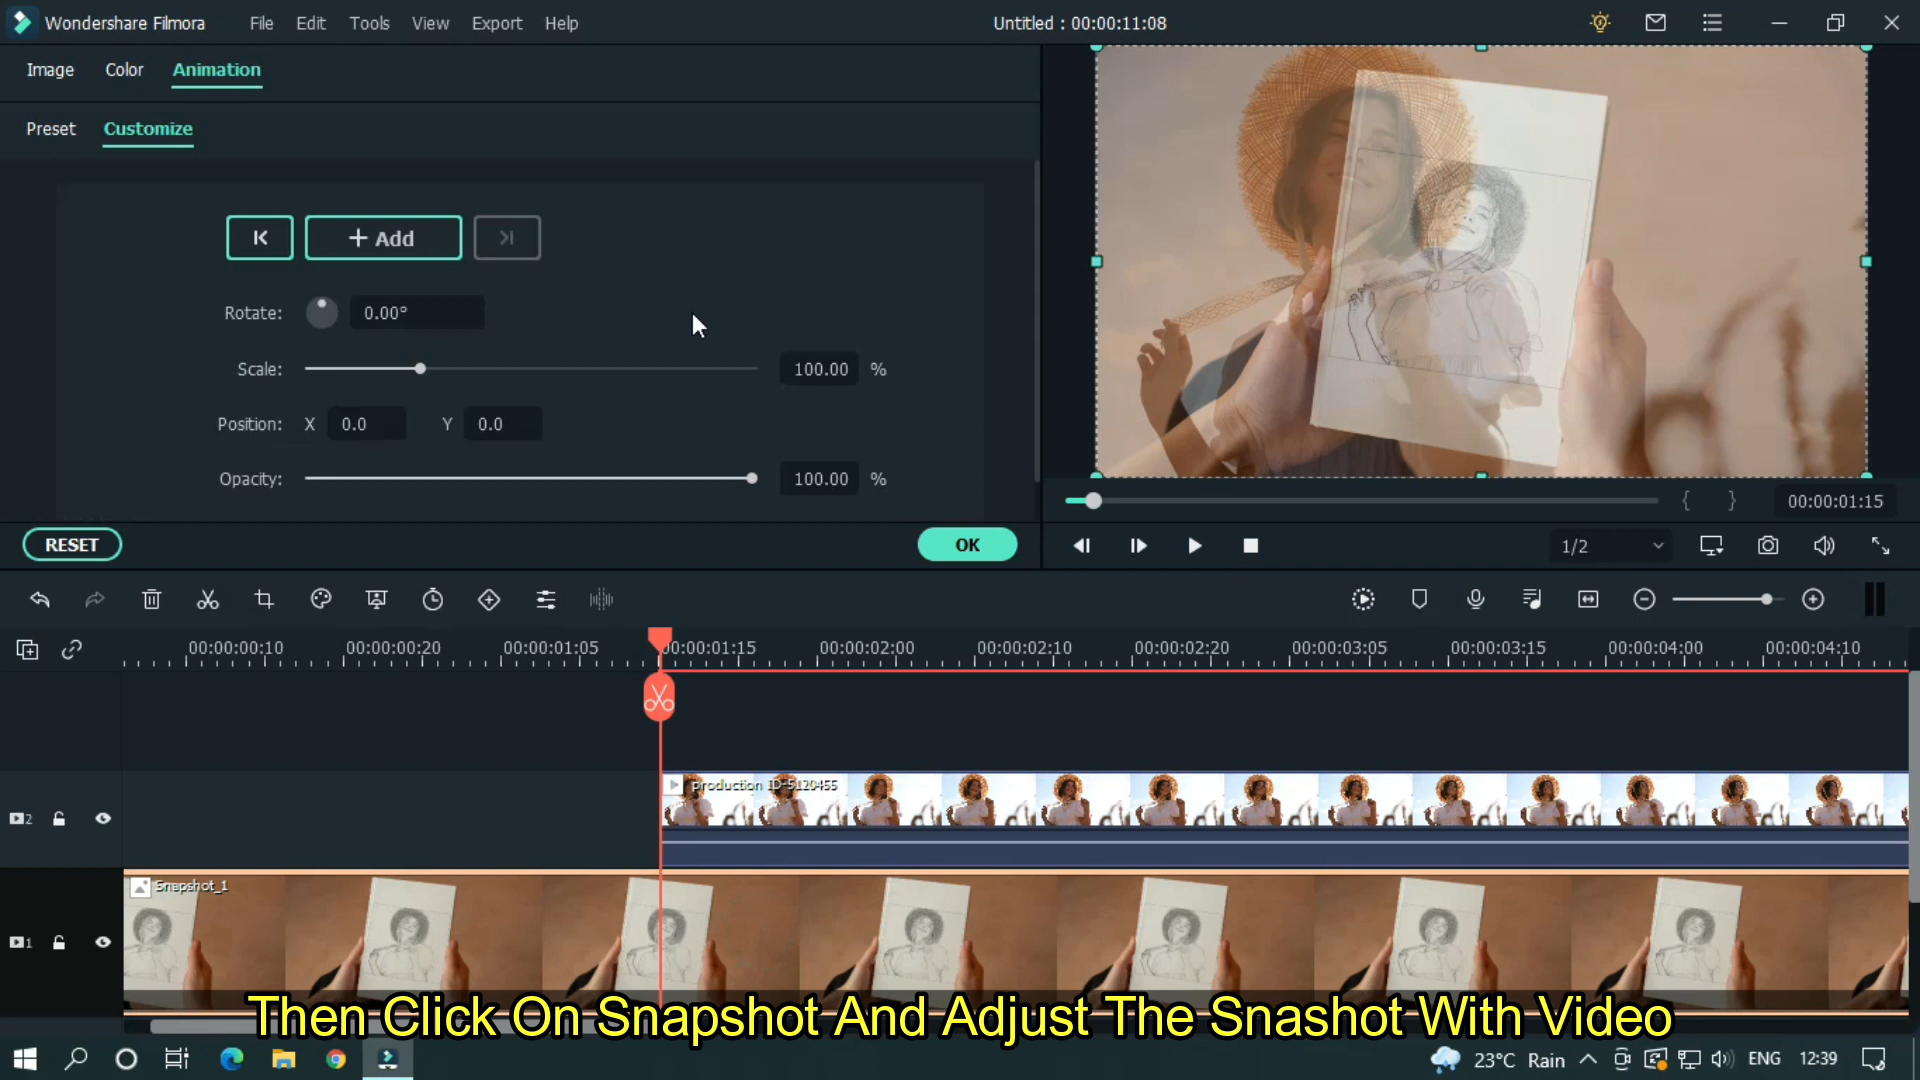 Wondershare Filmora File Edit Tools View Export Help Untitled : 00:00:11:08
Image Color Animation
Preset Customize
Add
Rotate: 0.00°
Scale: 100.00 %
Position: X 0.0 Y 0.0
Opacity: 100.00 %
{ } 00:00:01:15
RESET OK
1/2
00:00:00:10 00:00:00:20 00:00:01:05 00:00:01:15 00:00:02:00 00:00:02:10 00:00:02:20 00:00:03:05 00:00:03:15 00:00:04:00 00:00:04:10
production ID-5120455
2
Snapshot_1
1
Then Click On Snapshot And Adjust The Snashot With Video
23°C Rain ENG 12:39